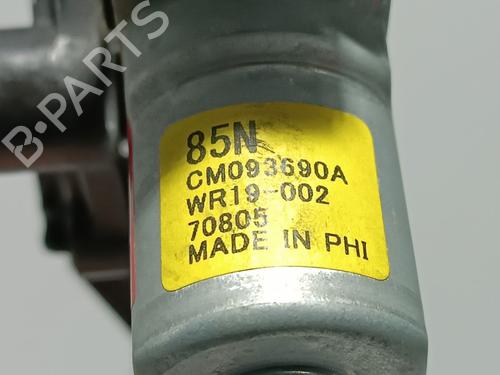 85N
CM093690A
WR19-002
70805
MADE IN PHI
B-PARTS